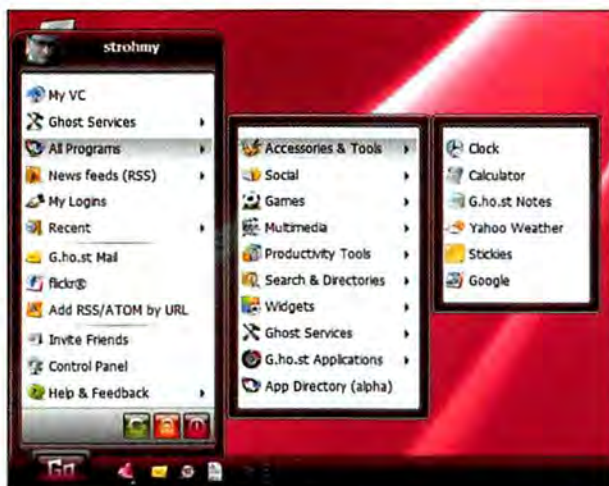 strohmy
My VC
Ghost Services
All Programs
News feeds (RSS)
My Logins
Recent
G.ho.st Mail
flickr®
Add RSS/ATOM by URL
Invite Friends
Control Panel
Help & Feedback
Go
Accessories & Tools
Social
Games
Multimedia
Productivity Tools
Search & Directories
Widgets
Ghost Services
G.ho.st Applications
App Directory (alpha)
Clock
Calculator
G.ho.st Notes
Yahoo Weather
Stickies
Google